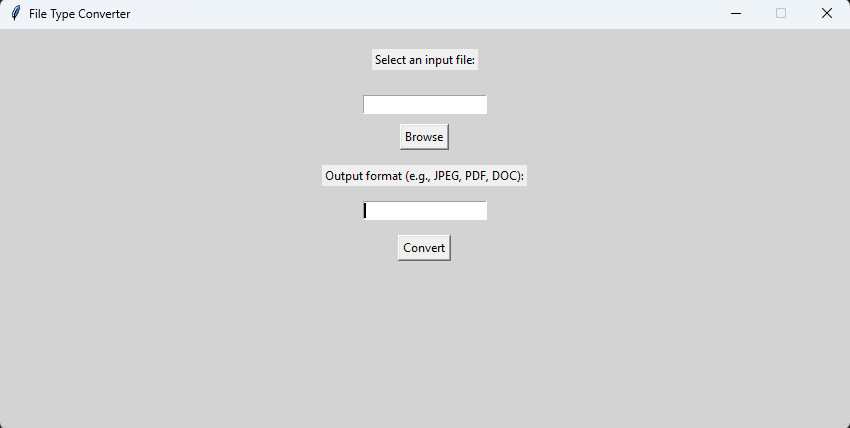 File Type Converter
Select an input file:
Browse
Output format (e.g., JPEG, PDF, DOC):
Convert